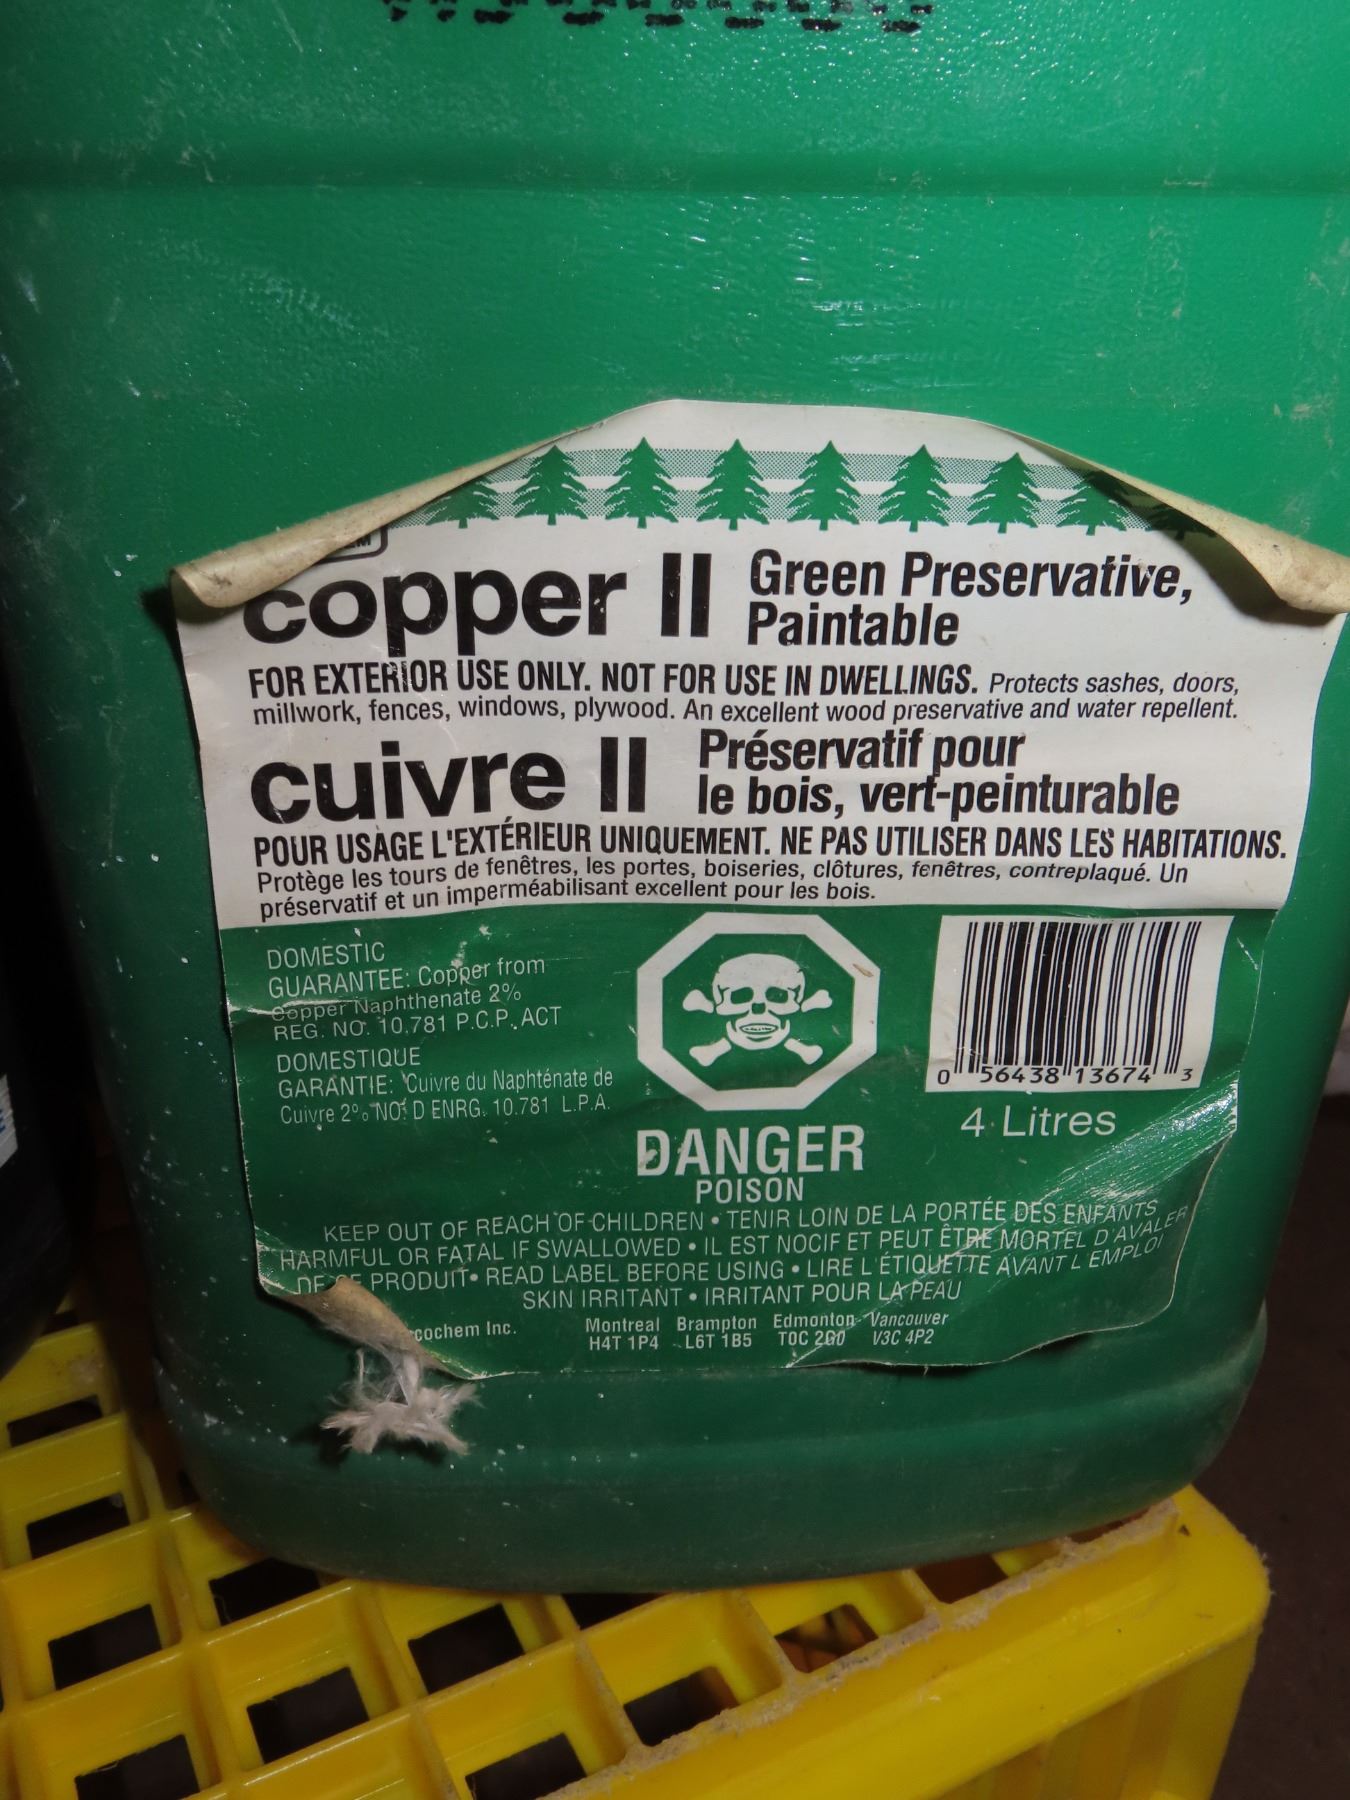 copper II
Green Preservative,
Paintable
FOR EXTERIOR USE ONLY. NOT FOR USE IN DWELLINGS. Protects sashes, doors,
millwork, fences, windows, plywood. An excellent wood preservative and water repellent.
cuivre II
Préservatif pour
le bois, vert-peinturable
POUR USAGE L'EXTÉRIEUR UNIQUEMENT. NE PAS UTILISER DANS LES HABITATIONS.
Protège les tours de fenêtres, les portes, boiseries, clôtures, fenêtres, contreplaqué. Un
préservatif et un imperméabilisant excellent pour les bois.
DOMESTIC
GUARANTEE: Copper from
Copper Naphthenate 2%
REG. NO. 10.781 P.C.P. ACT
DOMESTIQUE
GARANTIE: Cuivre du Naphténate de
Cuivre 2% NO. D ENRG. 10.781 L.P.A.
0 56438 13674 3
4 Litres
DANGER
POISON
KEEP OUT OF REACH OF CHILDREN • TENIR LOIN DE LA PORTÉE DES ENFANTS
HARMFUL OR FATAL IF SWALLOWED • IL EST NOCIF ET PEUT ÊTRE MORTEL D'AVALER
DE CE PRODUIT • READ LABEL BEFORE USING • LIRE L'ÉTIQUETTE AVANT L'EMPLOI
SKIN IRRITANT • IRRITANT POUR LA PEAU
cochem Inc.
Montreal Brampton Edmonton Vancouver
H4T 1P4 L6T 1B5 T0C 2G0 V3C 4P2